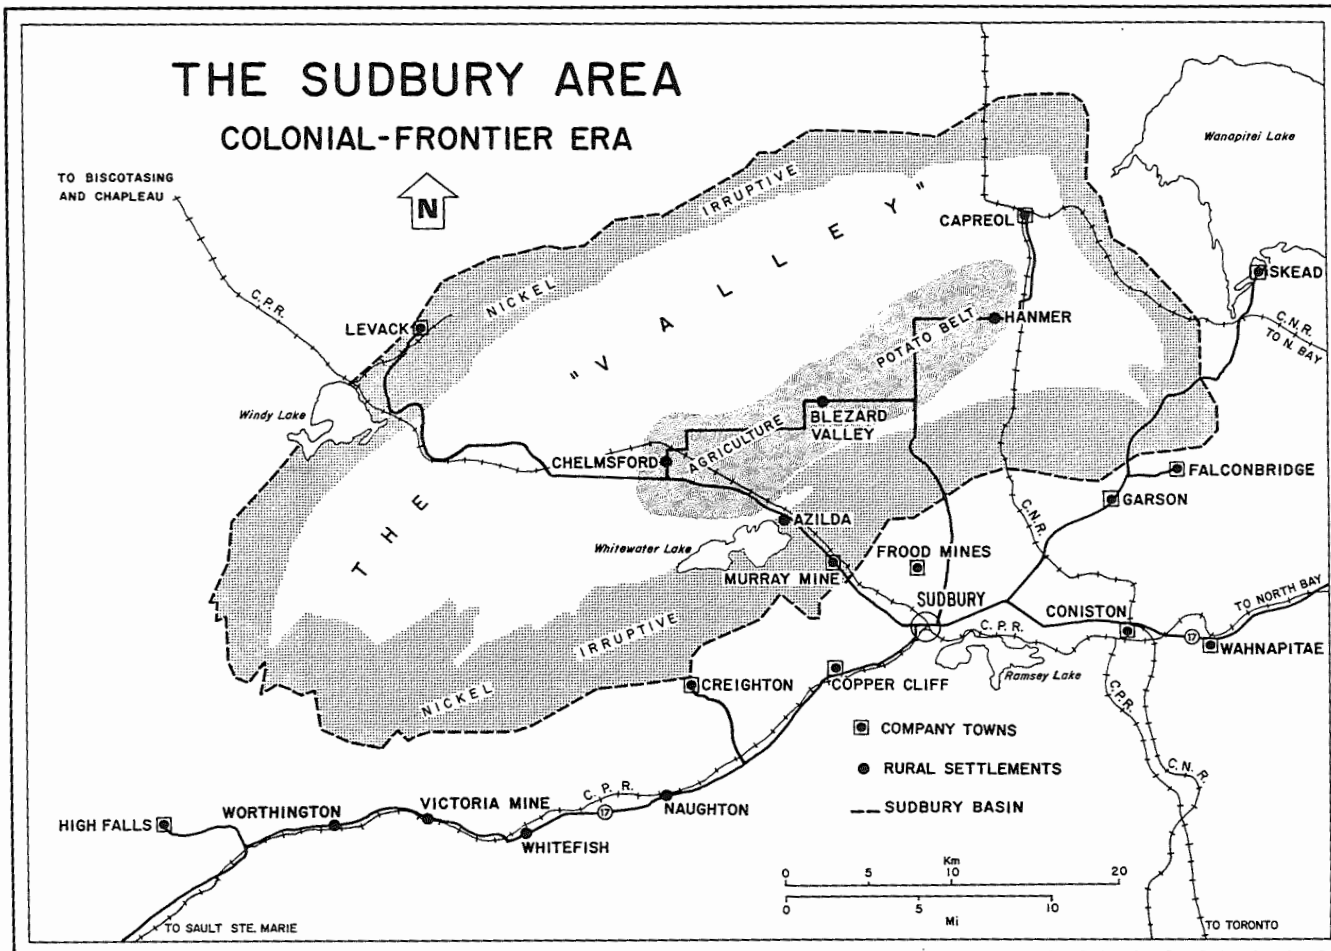 THE SUDBURY AREA
COLONIAL-FRONTIER ERA
N
TO BISCOTASING
AND CHAPLEAU
C.P.R.
Wanapitei Lake
NICKEL IRRUPTIVE
THE "VALLEY"
CAPREOL
SKEAD
LEVACK
HANMER
C.N.R.
TO N. BAY
POTATO BELT
Windy Lake
BLEZARD
VALLEY
AGRICULTURE
CHELMSFORD
FALCONBRIDGE
GARSON
AZILDA
C.N.R.
Whitewater Lake
FROOD MINES
MURRAY MINE
SUDBURY
CONISTON
TO NORTH BAY
C.P.R.
17
WAHNAPITAE
NICKEL IRRUPTIVE
Ramsey Lake
CREIGHTON
COPPER CLIFF
C.P.R.
COMPANY TOWNS
RURAL SETTLEMENTS
SUDBURY BASIN
C.N.R.
C.P.R.
17
NAUGHTON
VICTORIA MINE
WORTHINGTON
HIGH FALLS
WHITEFISH
Km
0 5 10 20
0 5 10
Mi
TO SAULT STE. MARIE
TO TORONTO